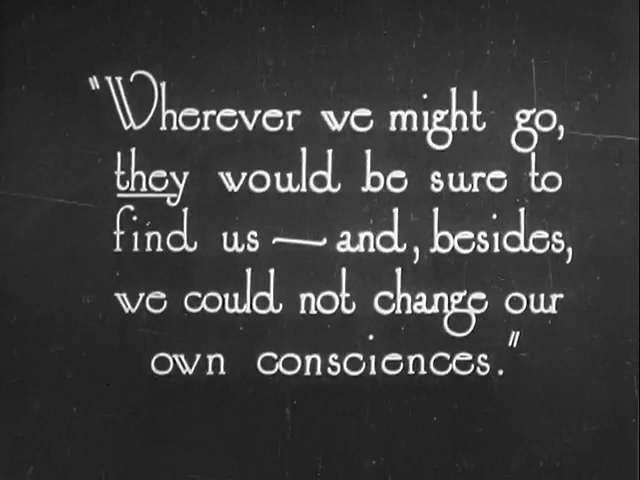 "Wherever we might go,
they would be sure to
find us — and, besides,
we could not change our
own consciences."